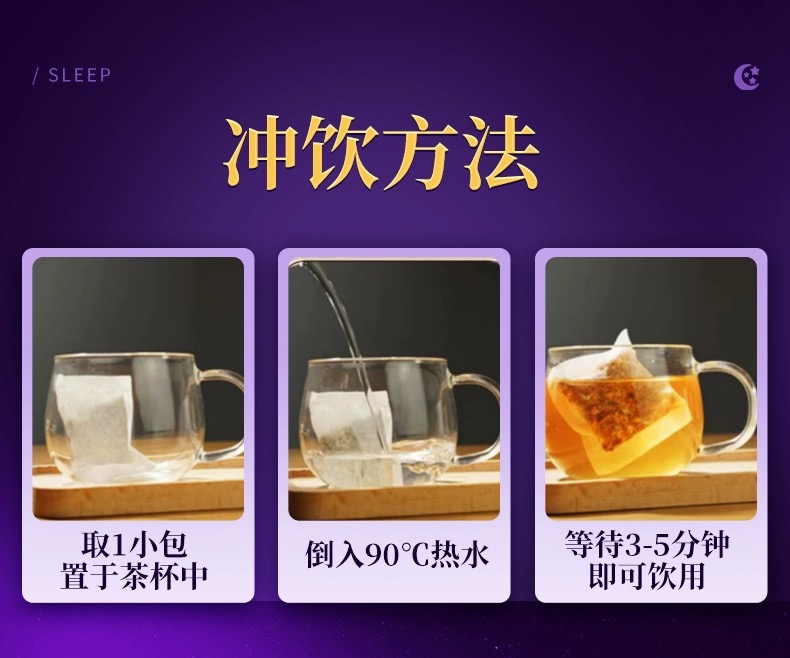 / SLEEP
冲饮方法
取1小包
置于茶杯中
倒入90℃热水
等待3-5分钟
即可饮用